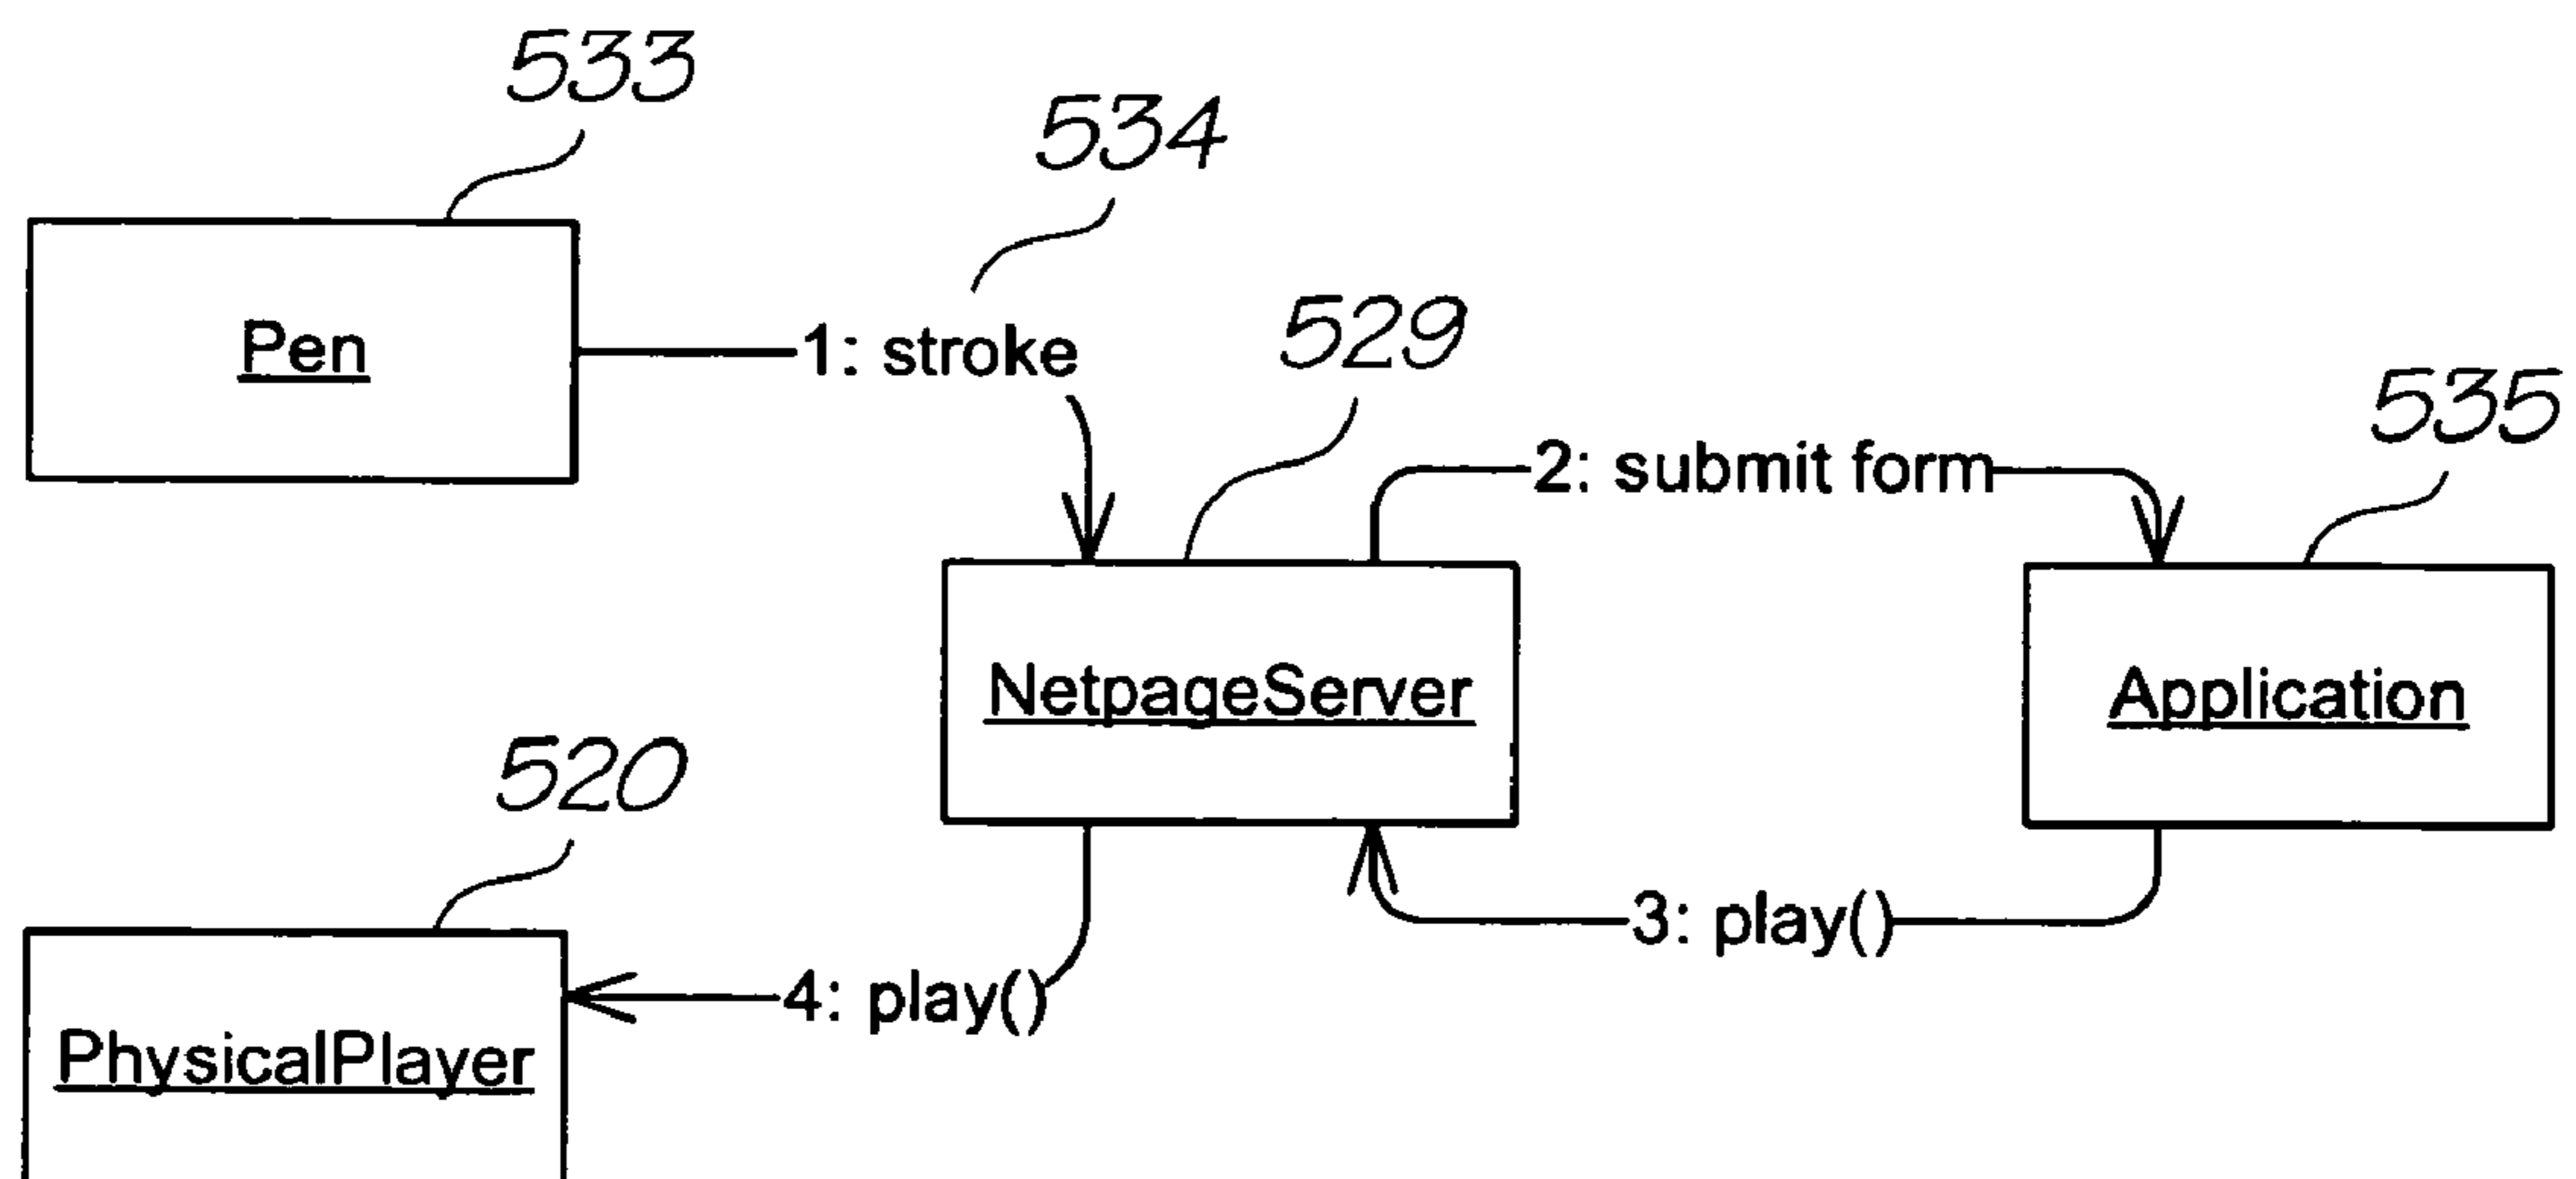 533
534
Pen
1: stroke
529
535
2: submit form
NetpageServer
Application
520
3: play()
4: play()
PhysicalPlayer